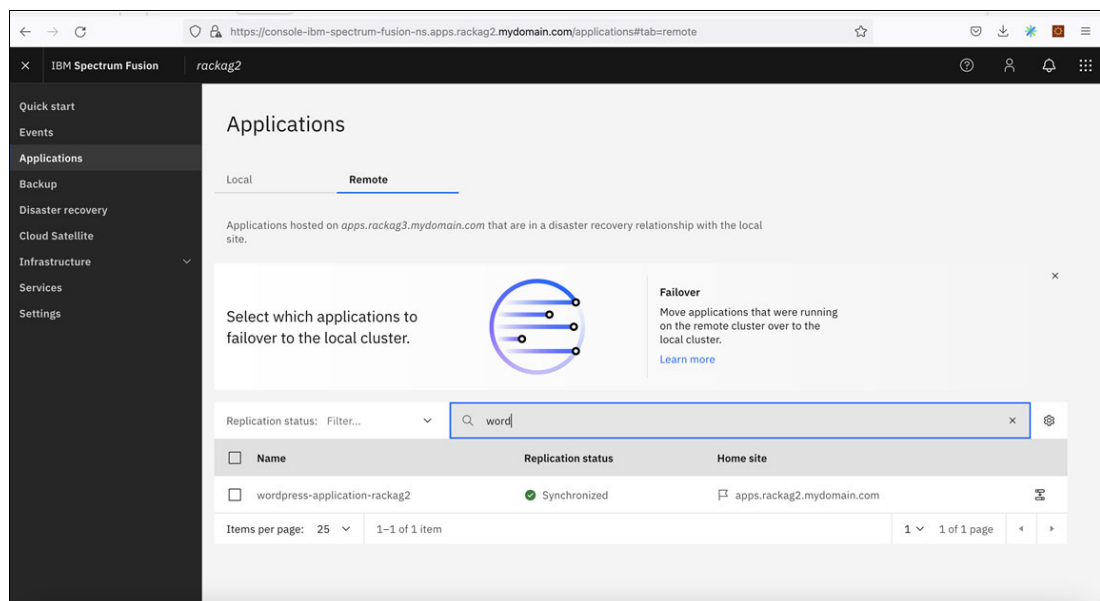 https://console-ibm-spectrum-fusion-ns.apps.rackag2.mydomain.com/applications#tab=remote
IBM Spectrum Fusion
rackag2
Quick start
Events
Applications
Backup
Disaster recovery
Cloud Satellite
Infrastructure
Services
Settings
Applications
Local
Remote
Applications hosted on apps.rackag3.mydomain.com that are in a disaster recovery relationship with the local
site.
Select which applications to
failover to the local cluster.
Failover
Move applications that were running
on the remote cluster over to the
local cluster.
Learn more
Replication status: Filter...
word
Name Replication status Home site
wordpress-application-rackag2 Synchronized apps.rackag2.mydomain.com
Items per page: 25 1–1 of 1 item 1 1 of 1 page